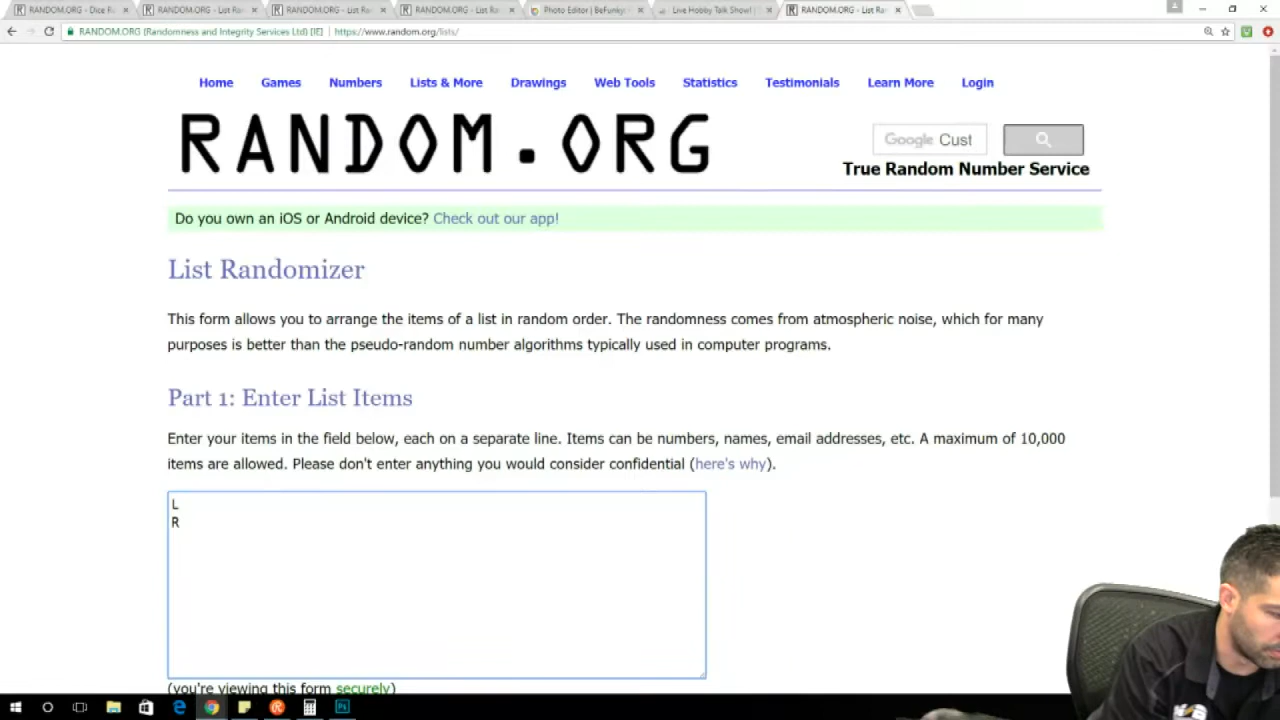 RANDOM.ORG - Dice R
RANDOM.ORG - List Ra
RANDOM.ORG - List Ra
RANDOM.ORG - List Ra
Photo Editor | BeFunky:
Live Hobby Talk Show! |
RANDOM.ORG - List Ra
RANDOM.ORG (Randomness and Integrity Services Ltd) [IE] https://www.random.org/lists/
Home Games Numbers Lists & More Drawings Web Tools Statistics Testimonials Learn More Login
RANDOM.ORG
Google Cust
True Random Number Service
Do you own an iOS or Android device? Check out our app!
List Randomizer
This form allows you to arrange the items of a list in random order. The randomness comes from atmospheric noise, which for many
purposes is better than the pseudo-random number algorithms typically used in computer programs.
Part 1: Enter List Items
Enter your items in the field below, each on a separate line. Items can be numbers, names, email addresses, etc. A maximum of 10,000
items are allowed. Please don't enter anything you would consider confidential (here's why).
L
R
(you're viewing this form securely)
Ps